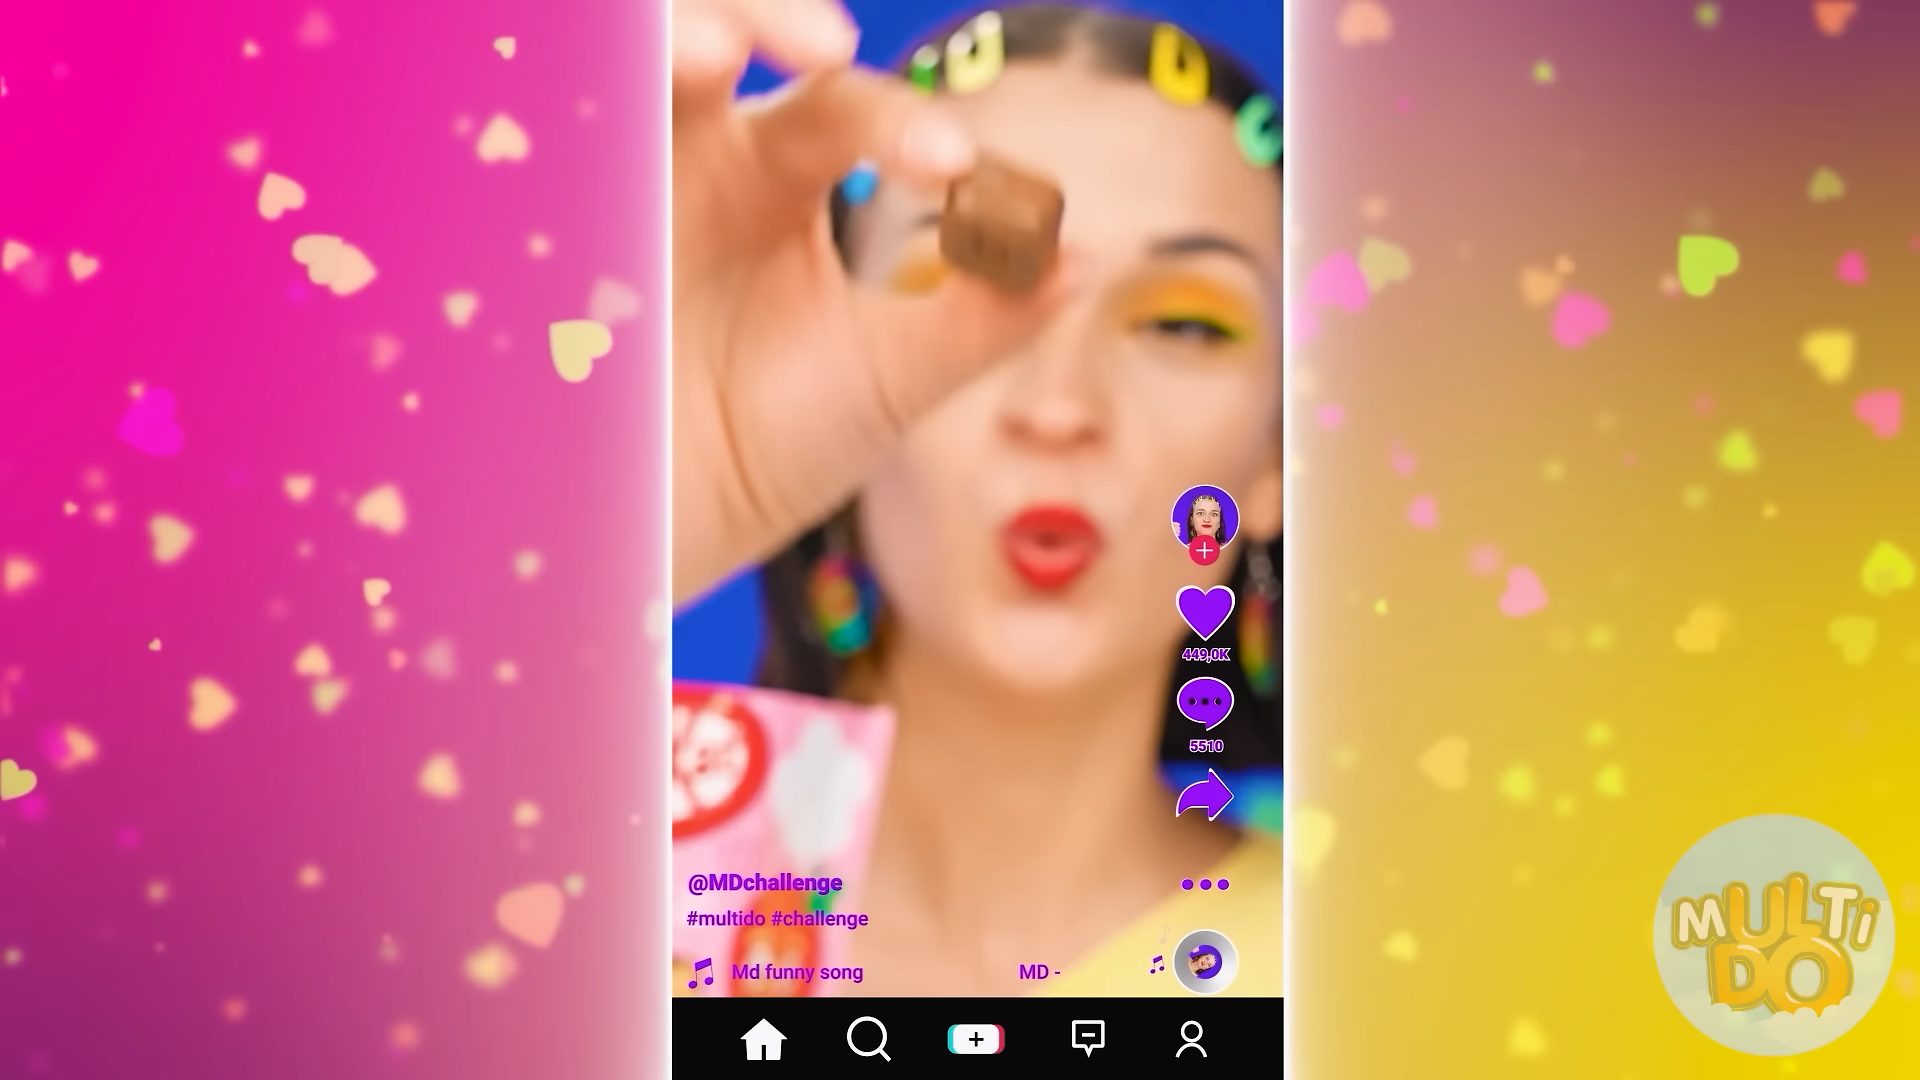 449,0K
5510
@MDchallenge
#multido #challenge
Md funny song
MD -
MULTi
DO